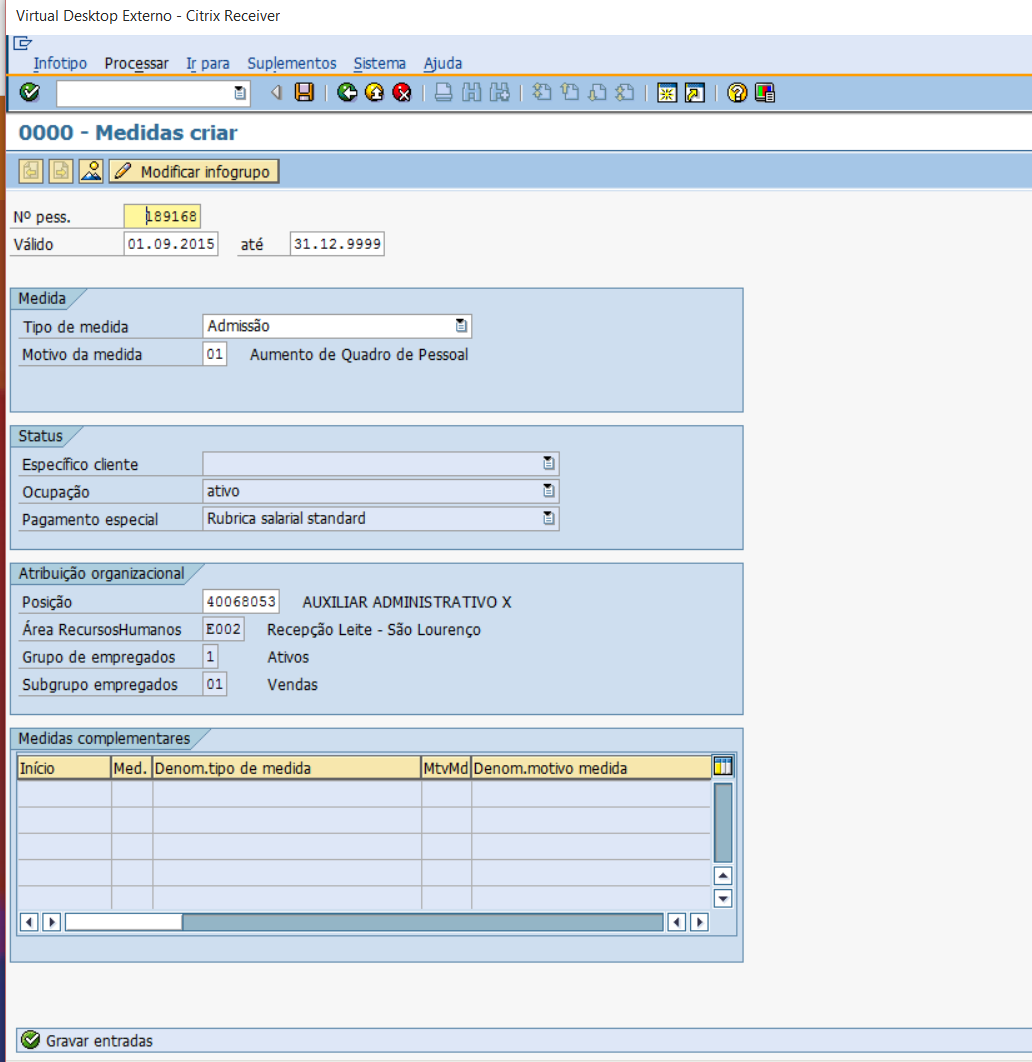 Virtual Desktop Externo - Citrix Receiver
Infotipo Processar Ir para Suplementos Sistema Ajuda
0000 - Medidas criar
Modificar infogrupo
Nº pess. 189168
Válido 01.09.2015 até 31.12.9999
Medida
Tipo de medida Admissão
Motivo da medida 01 Aumento de Quadro de Pessoal
Status
Específico cliente
Ocupação ativo
Pagamento especial Rubrica salarial standard
Atribuição organizacional
Posição 40068053 AUXILIAR ADMINISTRATIVO X
Área RecursosHumanos E002 Recepção Leite - São Lourenço
Grupo de empregados 1 Ativos
Subgrupo empregados 01 Vendas
Medidas complementares
Início Med. Denom.tipo de medida MtvMd Denom.motivo medida
Gravar entradas